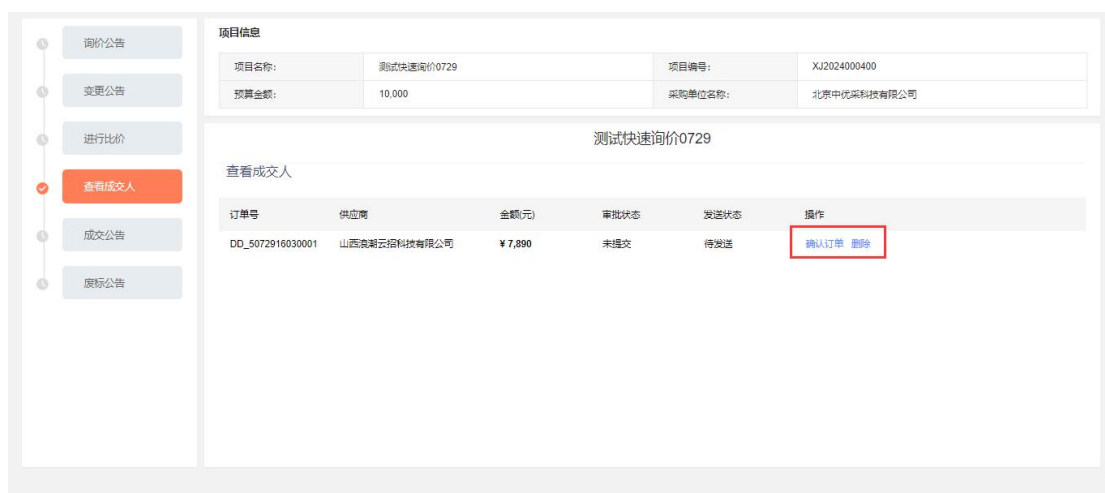 询价公告
变更公告
进行比价
查看成交人
成交公告
废标公告
项目信息
项目名称: 测试快速询价0729 项目编号: XJ2024000400
预算金额: 10,000 采购单位名称: 北京中优采科技有限公司
测试快速询价0729
查看成交人
订单号 供应商 金额(元) 审批状态 发送状态 操作
DD_5072916030001 山西浪潮云招科技有限公司 ¥ 7,890 未提交 待发送 确认订单 删除